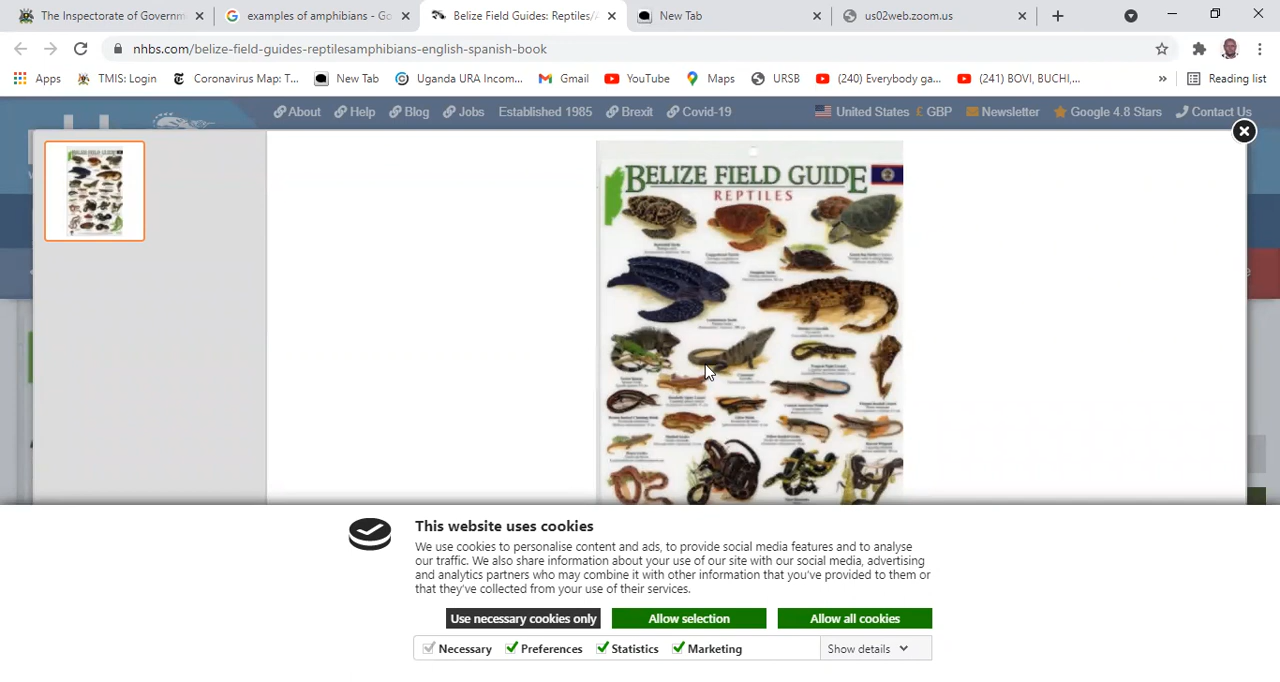 The Inspectorate of Governm
examples of amphibians - Go
Belize Field Guides: Reptiles/A
New Tab
us02web.zoom.us
nhbs.com/belize-field-guides-reptilesamphibians-english-spanish-book
Apps
TMIS: Login
Coronavirus Map: T...
New Tab
Uganda URA Incom...
Gmail
YouTube
Maps
URSB
(240) Everybody ga...
(241) BOVI, BUCHI,...
»
Reading list
About
Help
Blog
Jobs
Established 1985
Brexit
Covid-19
United States £ GBP
Newsletter
Google 4.8 Stars
Contact Us
BELIZE FIELD GUIDE
REPTILES
This website uses cookies
We use cookies to personalise content and ads, to provide social media features and to analyse
our traffic. We also share information about your use of our site with our social media, advertising
and analytics partners who may combine it with other information that you've provided to them or
that they've collected from your use of their services.
Use necessary cookies only
Allow selection
Allow all cookies
Necessary
Preferences
Statistics
Marketing
Show details